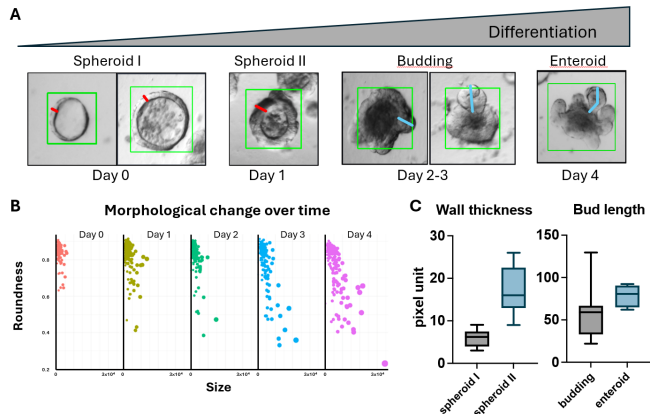 A
Differentiation
Spheroid I
Spheroid II
Budding
Enteroid
Day 0
Day 1
Day 2-3
Day 4
B
Morphological change over time
Day 0
Day 1
Day 2
Day 3
Day 4
Roundness
0.8
0.6
0.4
0.2
0
2x10⁴
0
2x10⁴
0
2x10⁴
0
2x10⁴
0
2x10⁴
Size
C
Wall thickness
pixel unit
30
20
10
0
spheroid I
spheroid II
Bud length
150
100
50
0
budding
enteroid